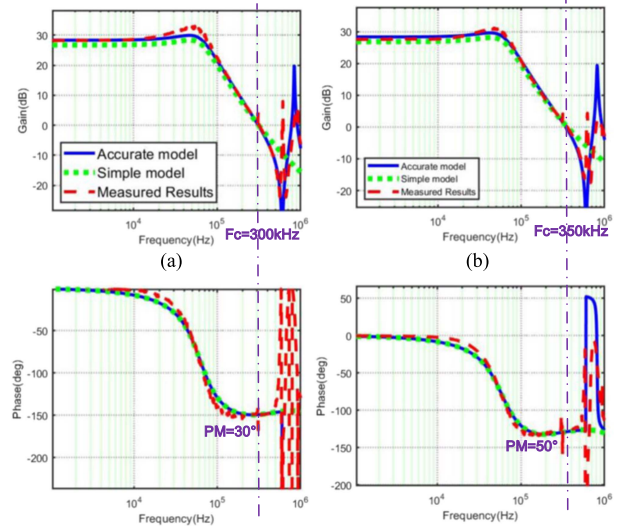 30
20
10
0
-10
-20
Gain(dB)
Accurate model
Simple model
Measured Results
10^4
10^5
10^6
Frequency(Hz)
Fc=300kHz
(a)
30
20
10
0
-10
-20
Gain(dB)
Accurate model
Simple model
Measured Results
10^4
10^5
10^6
Frequency(Hz)
Fc=350kHz
(b)
-50
-100
-150
-200
Phase(deg)
PM=30°
10^4
10^5
10^6
Frequency(Hz)
50
0
-50
-100
-150
-200
Phase(deg)
PM=50°
10^4
10^5
10^6
Frequency(Hz)